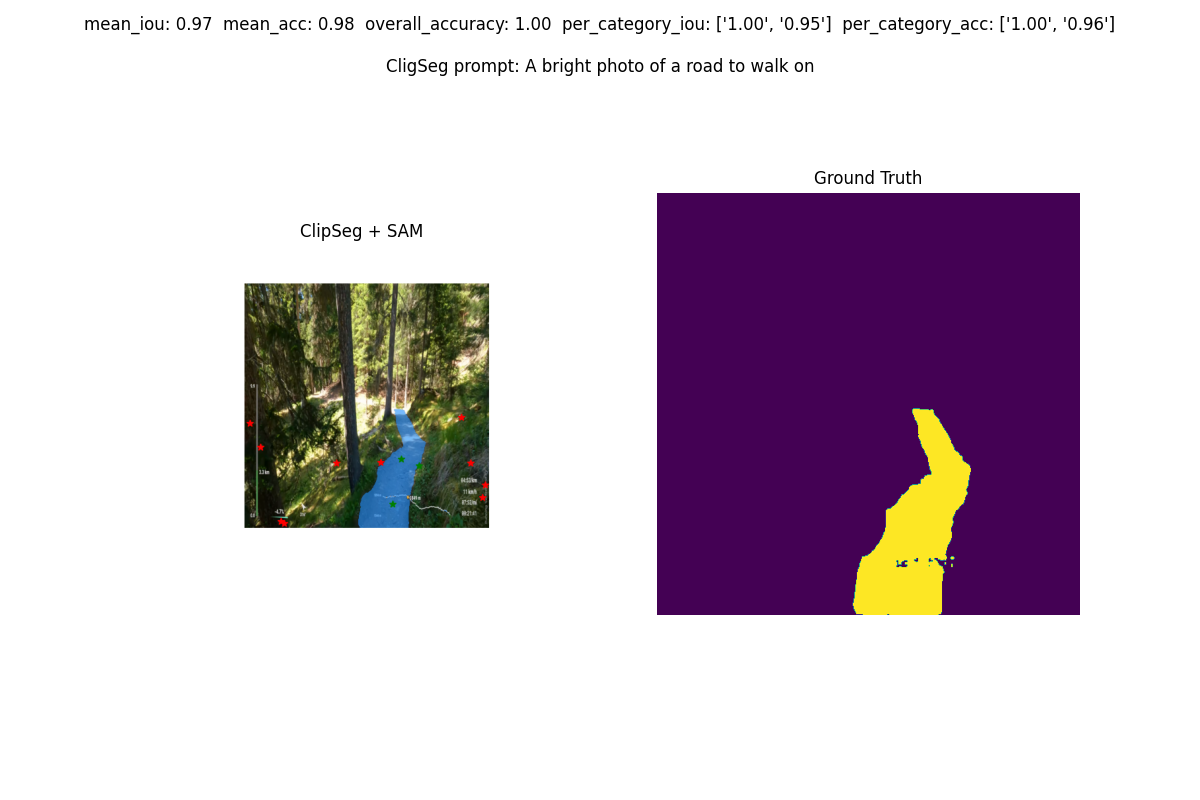 mean_iou: 0.97  mean_acc: 0.98  overall_accuracy: 1.00  per_category_iou: ['1.00', '0.95']  per_category_acc: ['1.00', '0.96']
CligSeg prompt: A bright photo of a road to walk on
Ground Truth
ClipSeg + SAM